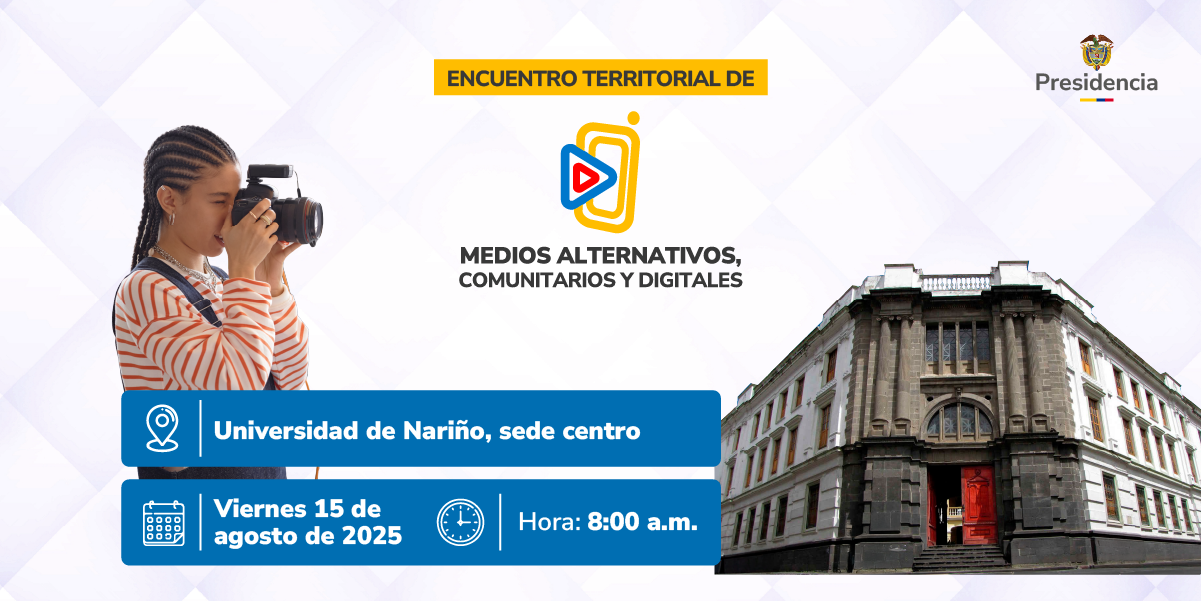 ENCUENTRO TERRITORIAL DE
Presidencia
MEDIOS ALTERNATIVOS,
COMUNITARIOS Y DIGITALES
Universidad de Nariño, sede centro
Viernes 15 de
agosto de 2025
Hora: 8:00 a.m.